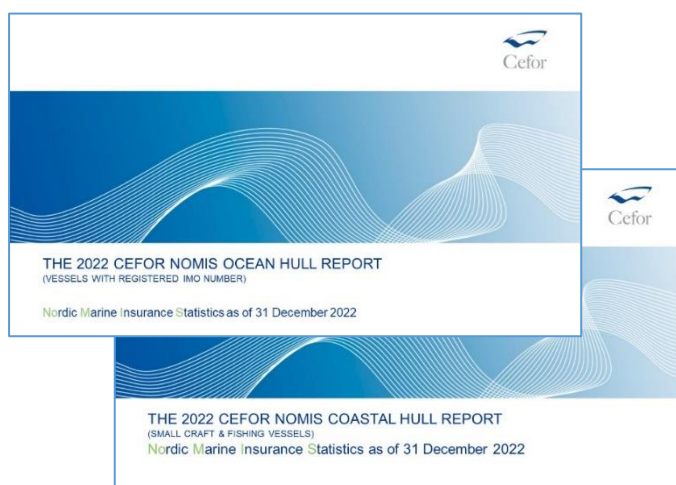 Cefor
THE 2022 CEFOR NOMIS OCEAN HULL REPORT
(VESSELS WITH REGISTERED IMO NUMBER)
Nordic Marine Insurance Statistics as of 31 December 2022
Cefor
THE 2022 CEFOR NOMIS COASTAL HULL REPORT
(SMALL CRAFT & FISHING VESSELS)
Nordic Marine Insurance Statistics as of 31 December 2022